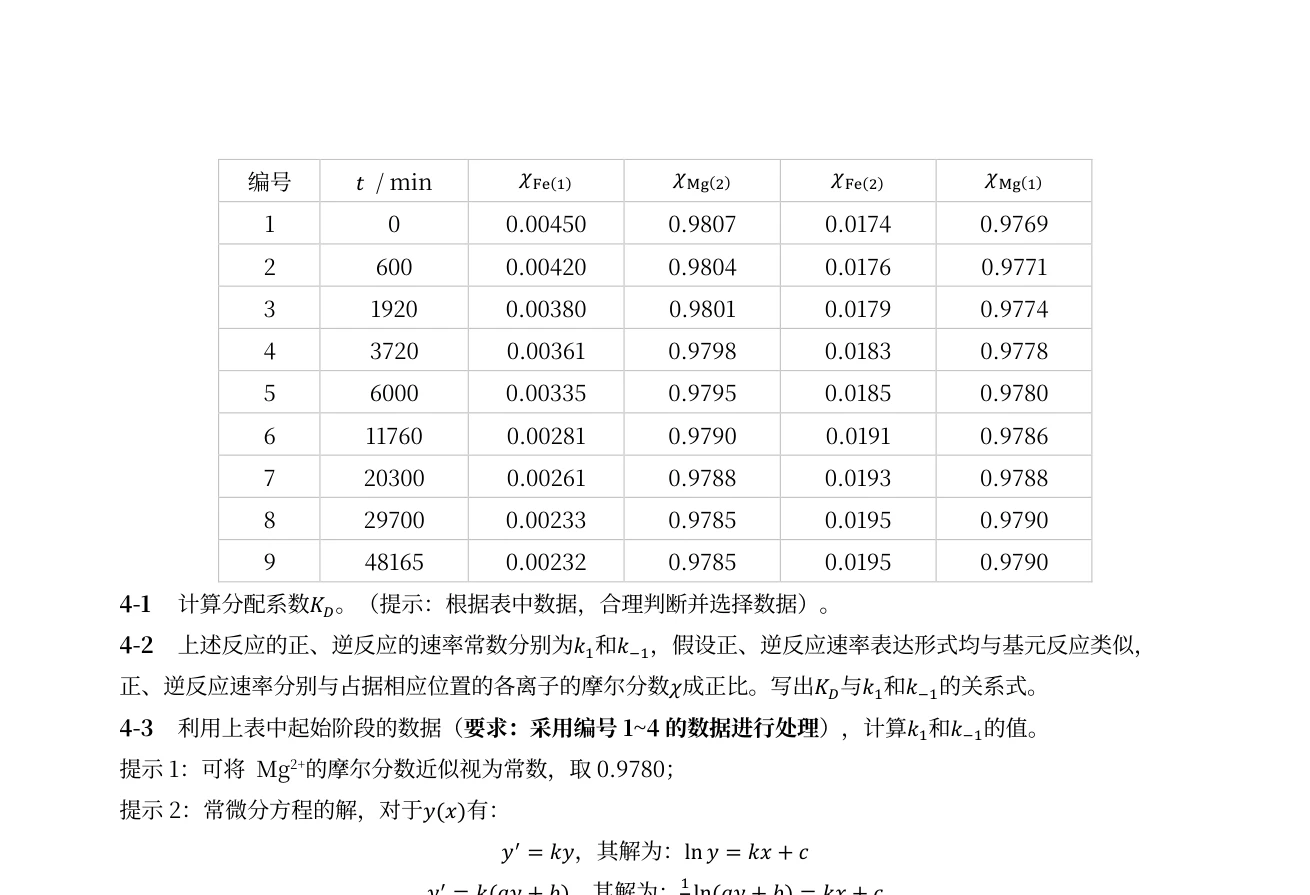 编号 t / min χFe(1) χMg(2) χFe(2) χMg(1)
1 0 0.00450 0.9807 0.0174 0.9769
2 600 0.00420 0.9804 0.0176 0.9771
3 1920 0.00380 0.9801 0.0179 0.9774
4 3720 0.00361 0.9798 0.0183 0.9778
5 6000 0.00335 0.9795 0.0185 0.9780
6 11760 0.00281 0.9790 0.0191 0.9786
7 20300 0.00261 0.9788 0.0193 0.9788
8 29700 0.00233 0.9785 0.0195 0.9790
9 48165 0.00232 0.9785 0.0195 0.9790
4-1 计算分配系数K_D。（提示：根据表中数据，合理判断并选择数据）。
4-2 上述反应的正、逆反应的速率常数分别为k₁和k₋₁，假设正、逆反应速率表达形式均与基元反应类似，
正、逆反应速率分别与占据相应位置的各离子的摩尔分数χ成正比。写出K_D与k₁和k₋₁的关系式。
4-3 利用上表中起始阶段的数据（要求：采用编号 1~4 的数据进行处理），计算k₁和k₋₁的值。
提示 1：可将 Mg²⁺的摩尔分数近似视为常数，取 0.9780；
提示 2：常微分方程的解，对于y(x)有：
y′ = ky，其解为：ln y = kx + c
y′ = k(ay + b)，其解为：1/a ln(ay + b) = kx + c